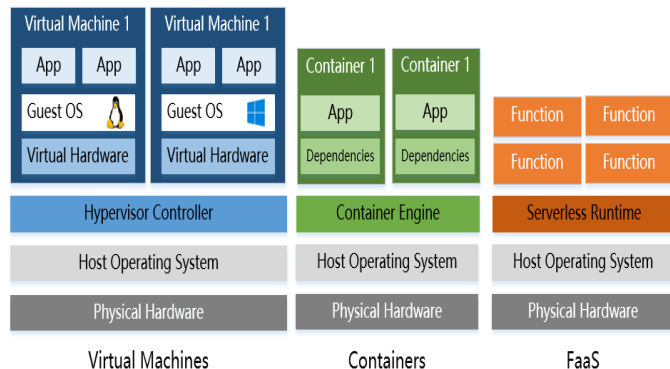 Virtual Machine 1
App App
Guest OS
Virtual Hardware
Virtual Machine 1
App App
Guest OS
Virtual Hardware
Hypervisor Controller
Host Operating System
Physical Hardware
Virtual Machines
Container 1
App
Dependencies
Container 1
App
Dependencies
Container Engine
Host Operating System
Physical Hardware
Containers
Function Function
Function Function
Serverless Runtime
Host Operating System
Physical Hardware
FaaS